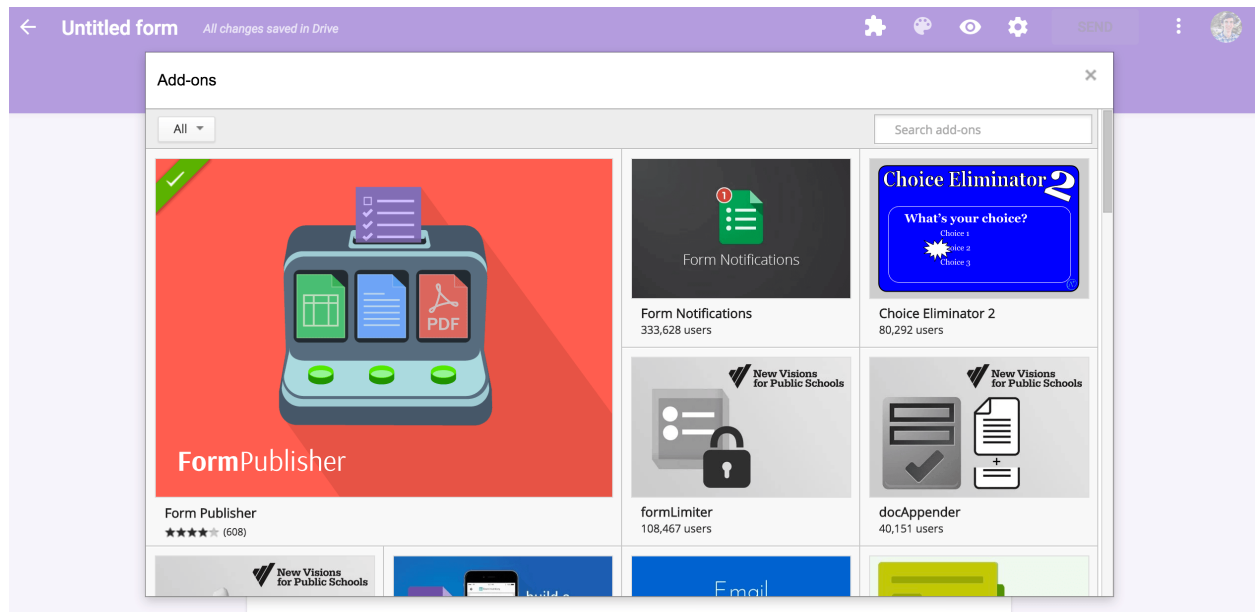 Untitled form
All changes saved in Drive
SEND
Add-ons
All
Search add-ons
PDF
FormPublisher
Form Publisher
(608)
1
Form Notifications
Form Notifications
333,628 users
Choice Eliminator 2
What's your choice?
Choice 1
Choice 3
Choice Eliminator 2
80,292 users
New Visions
for Public Schools
formLimiter
108,467 users
New Visions
for Public Schools
docAppender
40,151 users
New Visions
for Public Schools
build a
Email